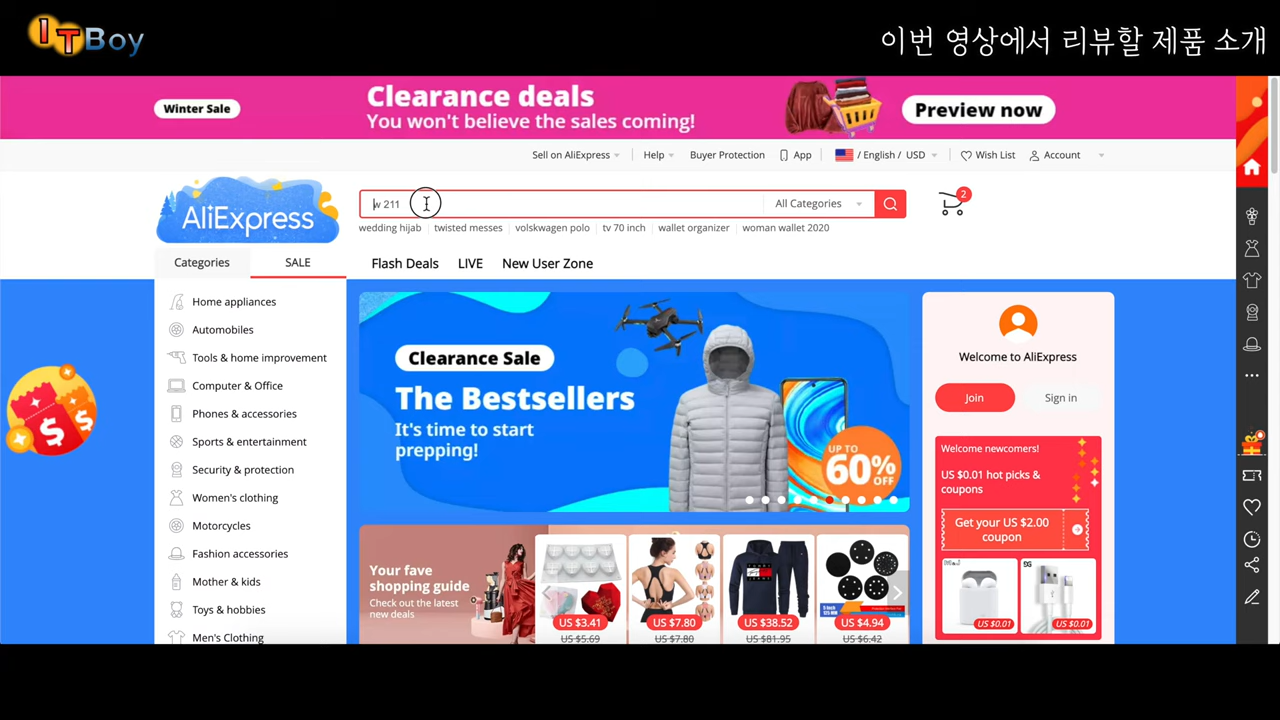 ITBoy
이번 영상에서 리뷰할 제품 소개
Winter Sale
Clearance deals
You won't believe the sales coming!
Preview now
Sell on AliExpress
Help
Buyer Protection
App
/ English / USD
Wish List
Account
AliExpress
w 211
All Categories
2
wedding hijab
twisted messes
volskwagen polo
tv 70 inch
wallet organizer
woman wallet 2020
Categories
SALE
Flash Deals
LIVE
New User Zone
Home appliances
Automobiles
Tools & home improvement
Computer & Office
Phones & accessories
Sports & entertainment
Security & protection
Women's clothing
Motorcycles
Fashion accessories
Mother & kids
Toys & hobbies
Men's Clothing
Clearance Sale
The Bestsellers
It's time to start
prepping!
UP TO
60%
OFF
Your fave
shopping guide
Check out the latest
new deals
US $3.41
US $5.69
US $7.80
US $7.80
US $38.52
US $81.95
US $4.94
US $6.42
Welcome to AliExpress
Join
Sign in
Welcome newcomers!
US $0.01 hot picks &
coupons
Get your US $2.00
coupon
SG
US $0.01
US $0.01